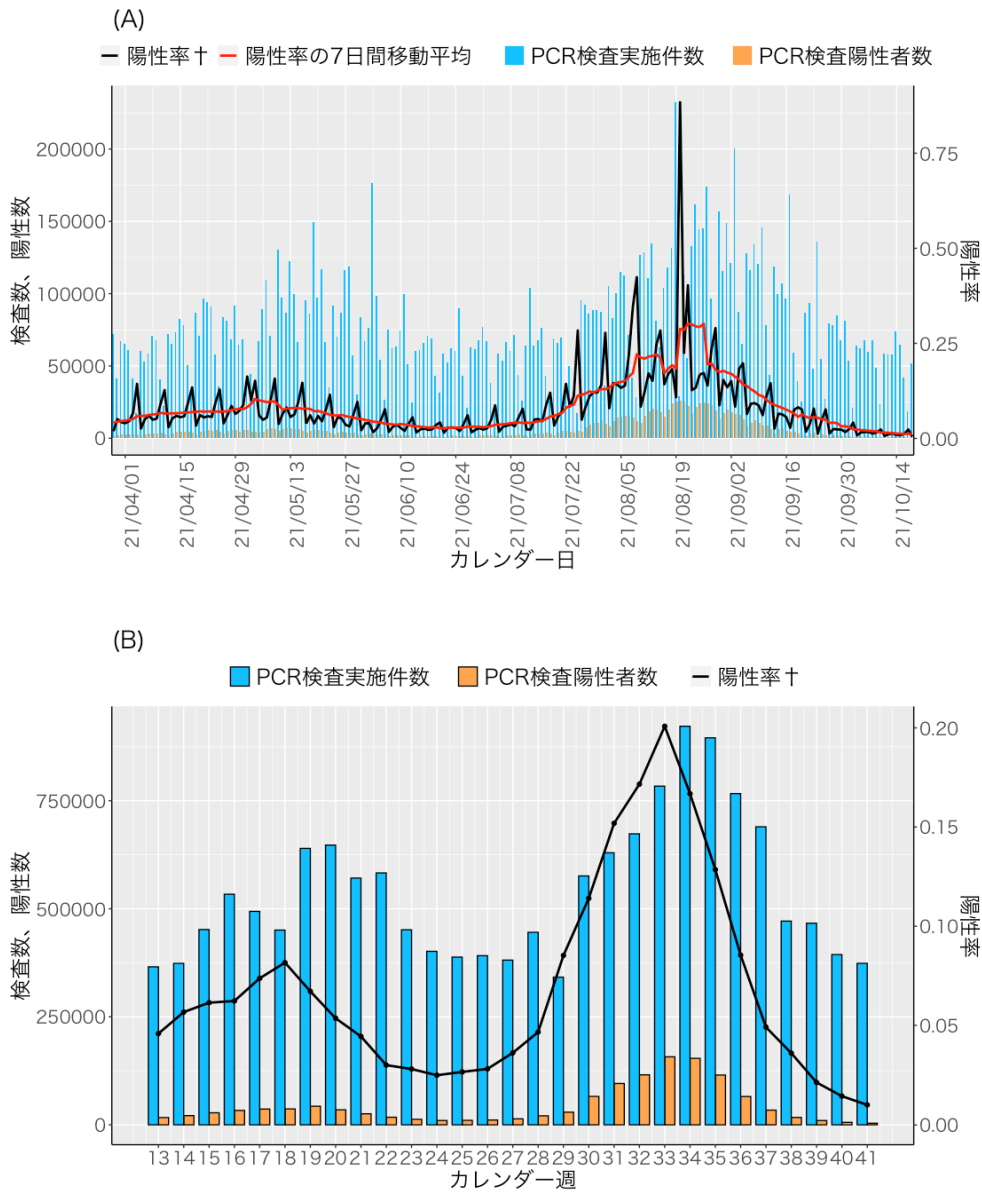 (A)
陽性率† 陽性率の7日間移動平均 PCR検査実施件数 PCR検査陽性者数
200000
150000
100000
50000
0
検査数、陽性数
0.75
0.50
0.25
0.00
陽性率
21/04/01 21/04/15 21/04/29 21/05/13 21/05/27 21/06/10 21/06/24 21/07/08 21/07/22 21/08/05 21/08/19 21/09/02 21/09/16 21/09/30 21/10/14
カレンダー日
(B)
PCR検査実施件数 PCR検査陽性者数 陽性率†
750000
500000
250000
0
検査数、陽性数
0.20
0.15
0.10
0.05
0.00
陽性率
13 14 15 16 17 18 19 20 21 22 23 24 25 26 27 28 29 30 31 32 33 34 35 36 37 38 39 40 41
カレンダー週